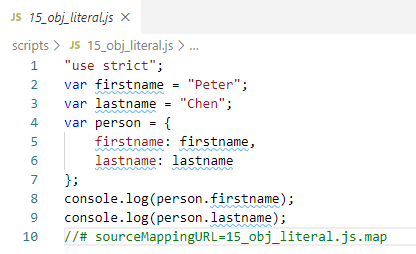 JS 15_obj_literal.js ×
scripts > JS 15_obj_literal.js > ...
1 "use strict";
2 var firstname = "Peter";
3 var lastname = "Chen";
4 var person = {
5     firstname: firstname,
6     lastname: lastname
7 };
8 console.log(person.firstname);
9 console.log(person.lastname);
10 //# sourceMappingURL=15_obj_literal.js.map